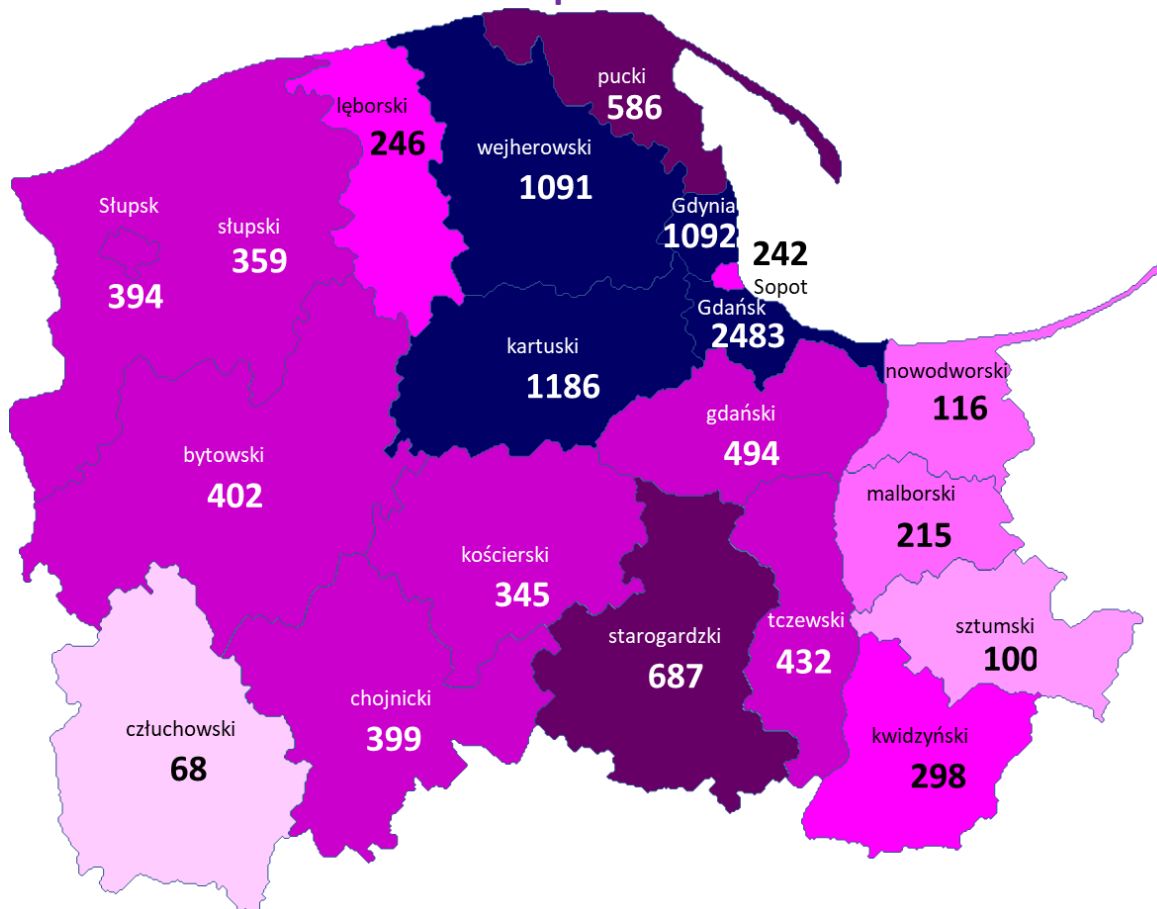 pucki
586
lęborski
246
wejherowski
1091
Słupsk
394
słupski
359
Gdynia
1092
242
Sopot
Gdańsk
2483
kartuski
1186
nowodworski
116
gdański
494
bytowski
402
malborski
215
kościerski
345
starogardzki
687
tczewski
432
sztumski
100
chojnicki
399
człuchowski
68
kwidzyński
298